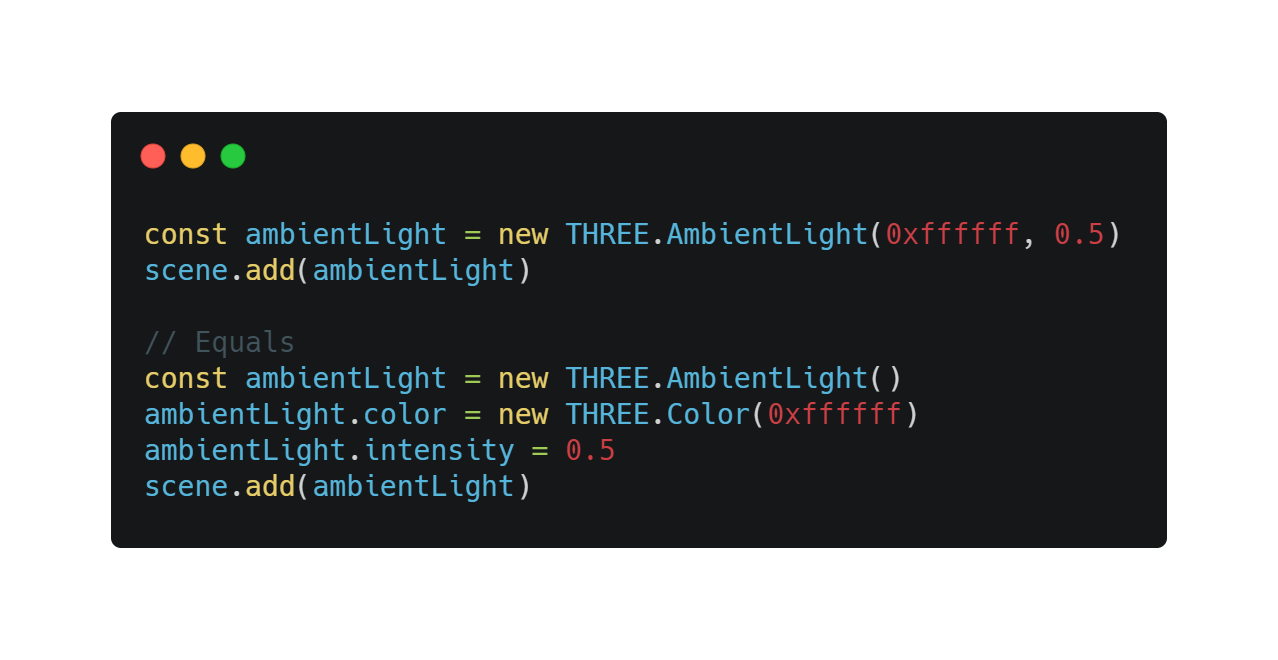 const ambientLight = new THREE.AmbientLight(0xffffff, 0.5)
scene.add(ambientLight)
// Equals
const ambientLight = new THREE.AmbientLight()
ambientLight.color = new THREE.Color(0xffffff)
ambientLight.intensity = 0.5
scene.add(ambientLight)